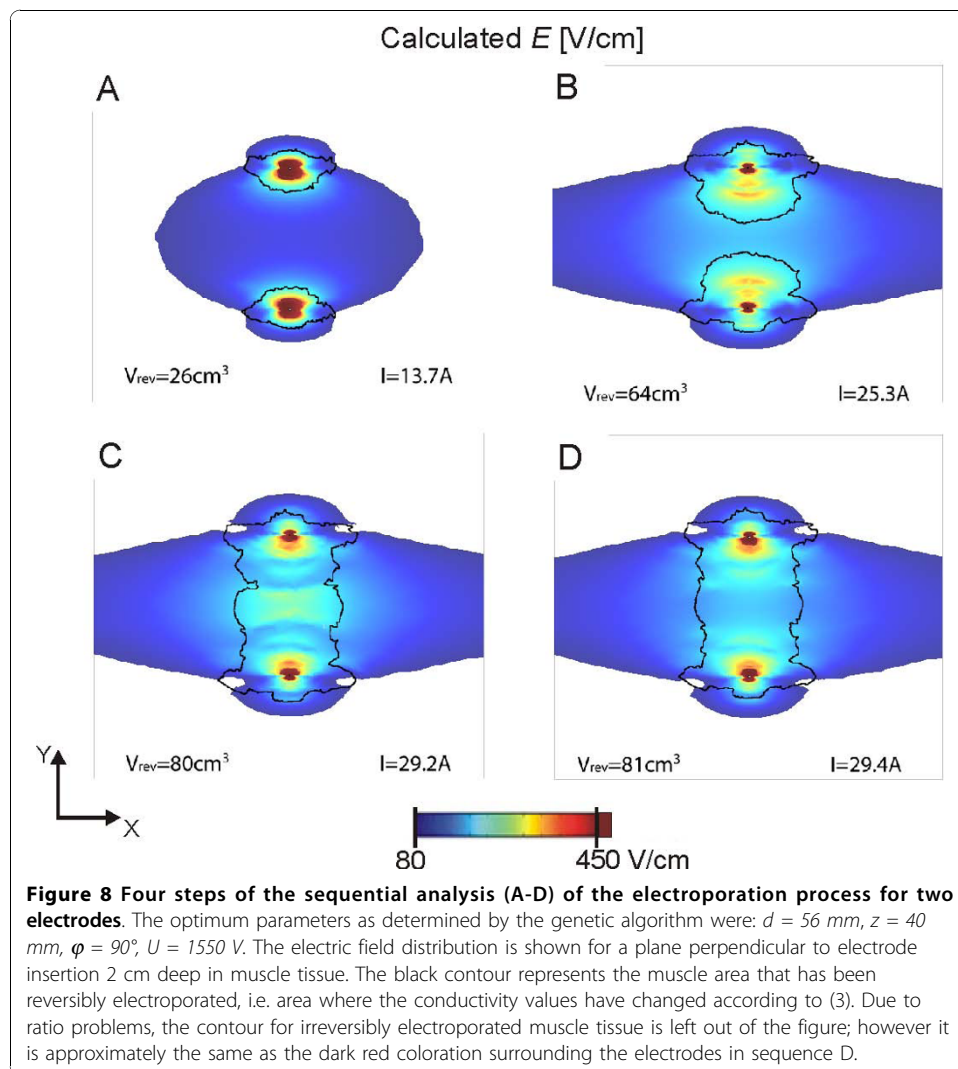 Calculated E [V/cm]
A
B
Vrev=26cm³ I=13.7A
Vrev=64cm³ I=25.3A
C
D
Vrev=80cm³ I=29.2A
Vrev=81cm³ I=29.4A
Y
X
80 450 V/cm
Figure 8 Four steps of the sequential analysis (A-D) of the electroporation process for two
electrodes. The optimum parameters as determined by the genetic algorithm were: d = 56 mm, z = 40
mm, φ = 90°, U = 1550 V. The electric field distribution is shown for a plane perpendicular to electrode
insertion 2 cm deep in muscle tissue. The black contour represents the muscle area that has been
reversibly electroporated, i.e. area where the conductivity values have changed according to (3). Due to
ratio problems, the contour for irreversibly electroporated muscle tissue is left out of the figure; however it
is approximately the same as the dark red coloration surrounding the electrodes in sequence D.